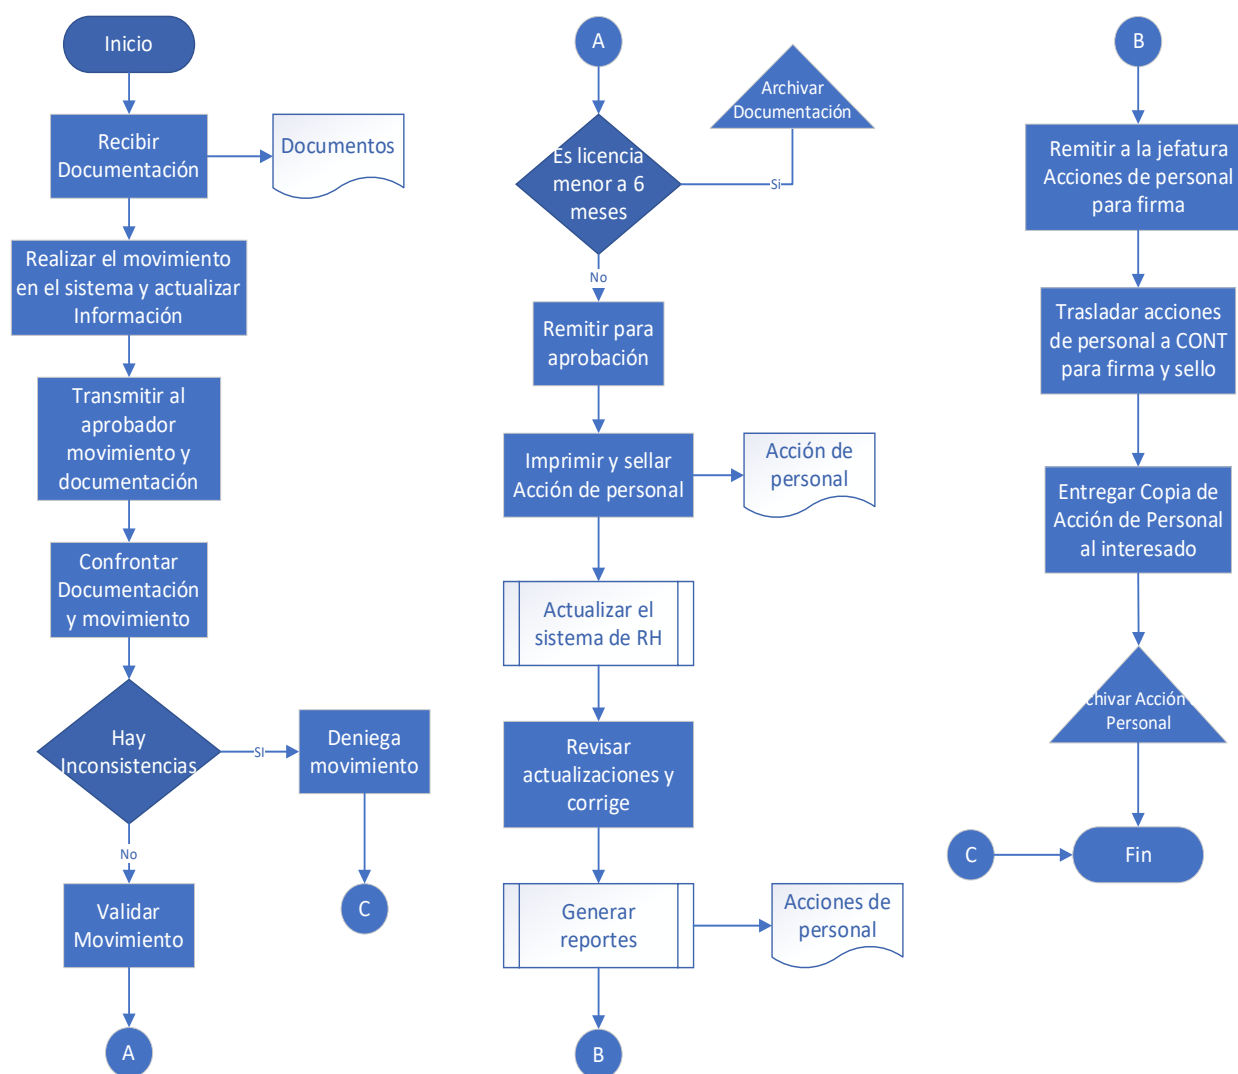 Inicio
Recibir
Documentación
Documentos
Realizar el movimiento
en el sistema y actualizar
Información
Transmitir al
aprobador
movimiento y
documentación
Confrontar
Documentación
y movimiento
Hay
Inconsistencias
SI
Deniega
movimiento
No
C
Validar
Movimiento
A
A
Archivar
Documentación
Es licencia
menor a 6
meses
Si
No
Remitir para
aprobación
Imprimir y sellar
Acción de personal
Acción de
personal
Actualizar el
sistema de RH
Revisar
actualizaciones y
corrige
Generar
reportes
Acciones de
personal
B
B
Remitir a la jefatura
Acciones de personal
para firma
Trasladar acciones
de personal a CONT
para firma y sello
Entregar Copia de
Acción de Personal
al interesado
chivar Acción
Personal
C
Fin